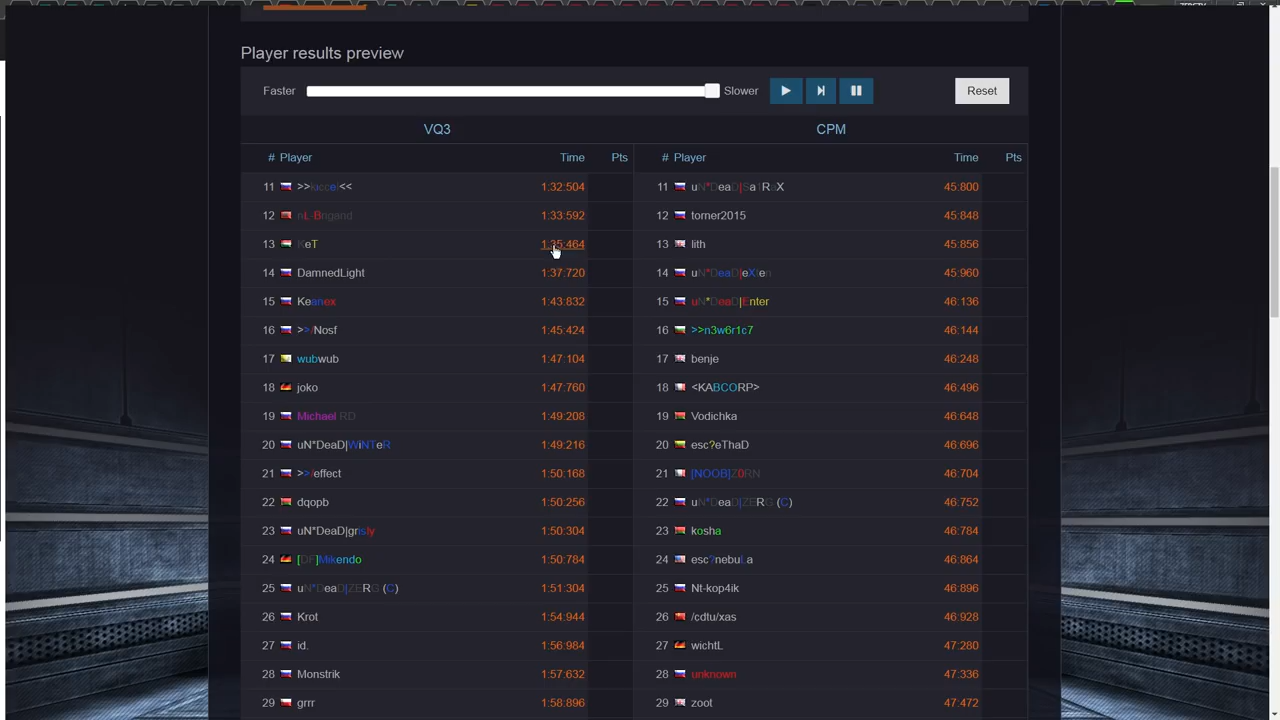 Player results preview
Faster Slower Reset
VQ3 CPM
# Player Time Pts # Player Time Pts
11 >>kiccel<< 1:32:504 11 uN*DeaD|Sa1RaX 45:800
12 nL-Brigand 1:33:592 12 tomer2015 45:848
13 KeT 1:35:464 13 lith 45:856
14 DamnedLight 1:37:720 14 uN*DeaD|eXten 45:960
15 Keanex 1:43:832 15 uN*DeaD|Enter 46:136
16 >>/Nosf 1:45:424 16 >>n3w6r1c7 46:144
17 wubwub 1:47:104 17 benje 46:248
18 joko 1:47:760 18 <KABCORP> 46:496
19 Michael RD 1:49:208 19 Vodichka 46:648
20 uN*DeaD|WiNTeR 1:49:216 20 esc?eThaD 46:696
21 >>/effect 1:50:168 21 [NOOB]Z0RN 46:704
22 dqopb 1:50:256 22 uN*DeaD|ZERG (C) 46:752
23 uN*DeaD|grisly 1:50:304 23 kosha 46:784
24 [DF]Mikendo 1:50:784 24 esc?nebuLa 46:864
25 uN*DeaD|ZERG (C) 1:51:304 25 Nt-kop4ik 46:896
26 Krot 1:54:944 26 /cdtu/xas 46:928
27 id. 1:56:984 27 wichtL 47:280
28 Monstrik 1:57:632 28 unknown 47:336
29 grrr 1:58:896 29 zoot 47:472